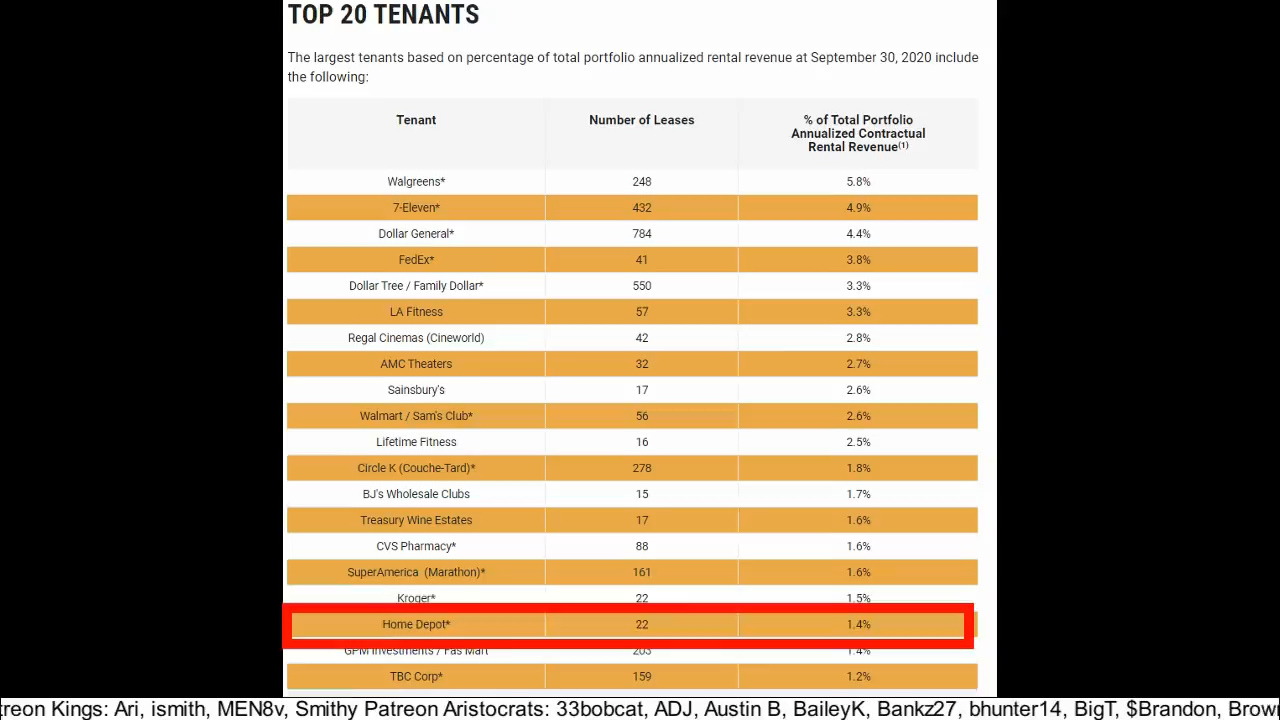 TOP 20 TENANTS
The largest tenants based on percentage of total portfolio annualized rental revenue at September 30, 2020 include
the following:
Tenant Number of Leases % of Total Portfolio
Annualized Contractual
Rental Revenue(1)
Walgreens* 248 5.8%
7-Eleven* 432 4.9%
Dollar General* 784 4.4%
FedEx* 41 3.8%
Dollar Tree / Family Dollar* 550 3.3%
LA Fitness 57 3.3%
Regal Cinemas (Cineworld) 42 2.8%
AMC Theaters 32 2.7%
Sainsbury's 17 2.6%
Walmart / Sam's Club* 56 2.6%
Lifetime Fitness 16 2.5%
Circle K (Couche-Tard)* 278 1.8%
BJ's Wholesale Clubs 15 1.7%
Treasury Wine Estates 17 1.6%
CVS Pharmacy* 88 1.6%
SuperAmerica (Marathon)* 161 1.6%
Kroger* 22 1.5%
Home Depot* 22 1.4%
GPM Investments / Fas Mart 203 1.4%
TBC Corp* 159 1.2%
treon Kings: Ari, ismith, MEN8v, Smithy Patreon Aristocrats: 33bobcat, ADJ, Austin B, BaileyK, Bankz27, bhunter14, BigT, $Brandon, Brow